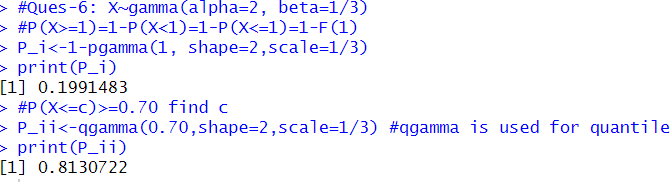 > #Ques-6: X~gamma(alpha=2, beta=1/3)
> #P(X>=1)=1-P(X<1)=1-P(X<=1)=1-F(1)
> P_i<-1-pgamma(1, shape=2,scale=1/3)
> print(P_i)
[1] 0.1991483
> #P(X<=c)>=0.70 find c
> P_ii<-qgamma(0.70,shape=2,scale=1/3) #qgamma is used for quantile
> print(P_ii)
[1] 0.8130722